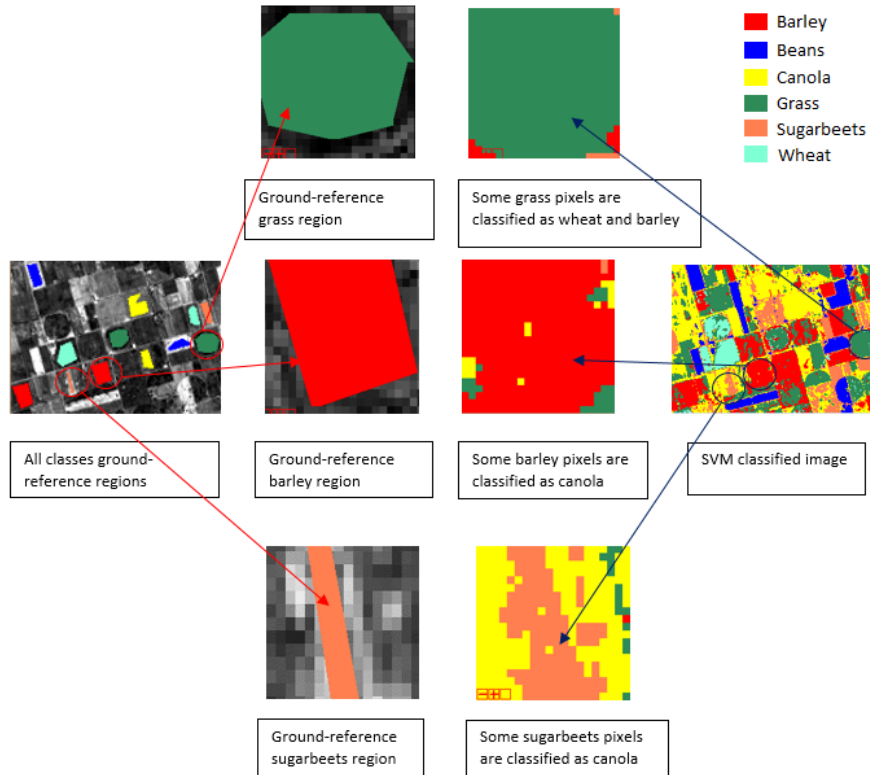 Barley
Beans
Canola
Grass
Sugarbeets
Wheat
Ground-reference
grass region
Some grass pixels are
classified as wheat and barley
All classes ground-
reference regions
Ground-reference
barley region
Some barley pixels are
classified as canola
SVM classified image
Ground-reference
sugarbeets region
Some sugarbeets pixels
are classified as canola